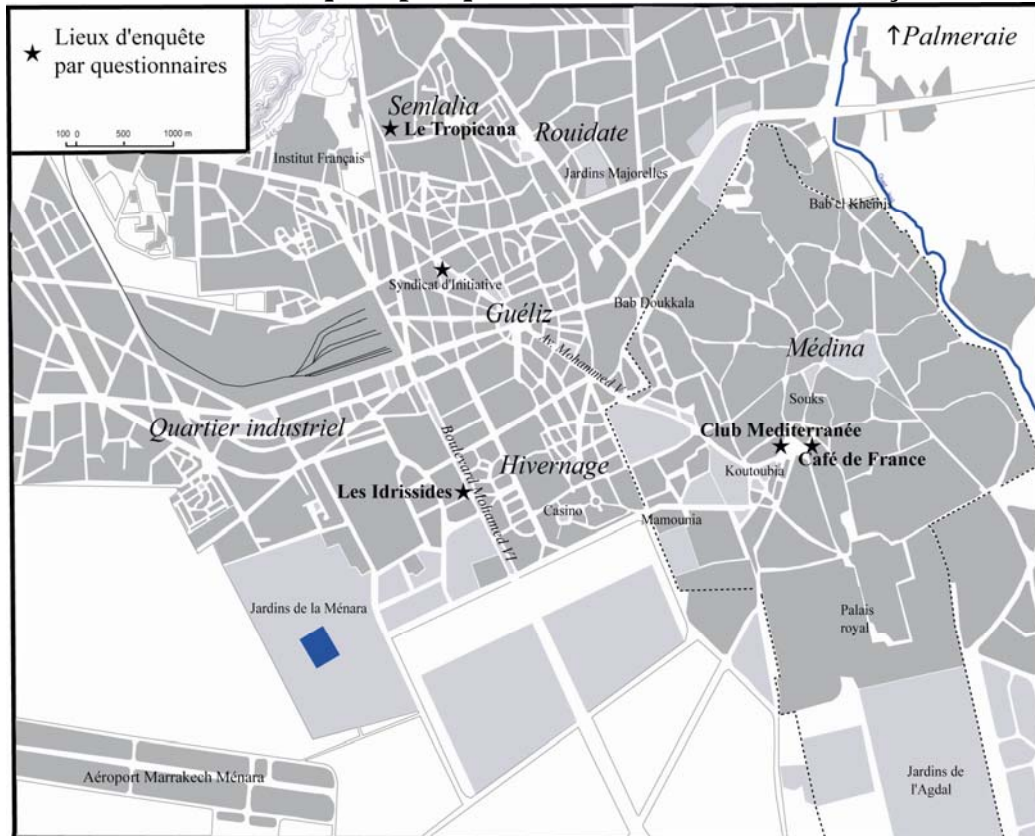 Lieux d'enquête
par questionnaires
100 0 500 1000 m
↑Palmeraie
Semlalia
Le Tropicana
Rouidate
Institut Français
Jardins Majorelles
Bab el Khemis
Syndicat d'Initiative
Guéliz
Bab Doukkala
Av. Mohammed V
Médina
Souks
Quartier industriel
Boulevard Mohamed VI
Club Mediterranée
Café de France
Hivernage
Koutoubia
Les Idrissides
Casino
Mamounia
Jardins de la Ménara
Palais
royal
Aéroport Marrakech Ménara
Jardins de
l'Agdal